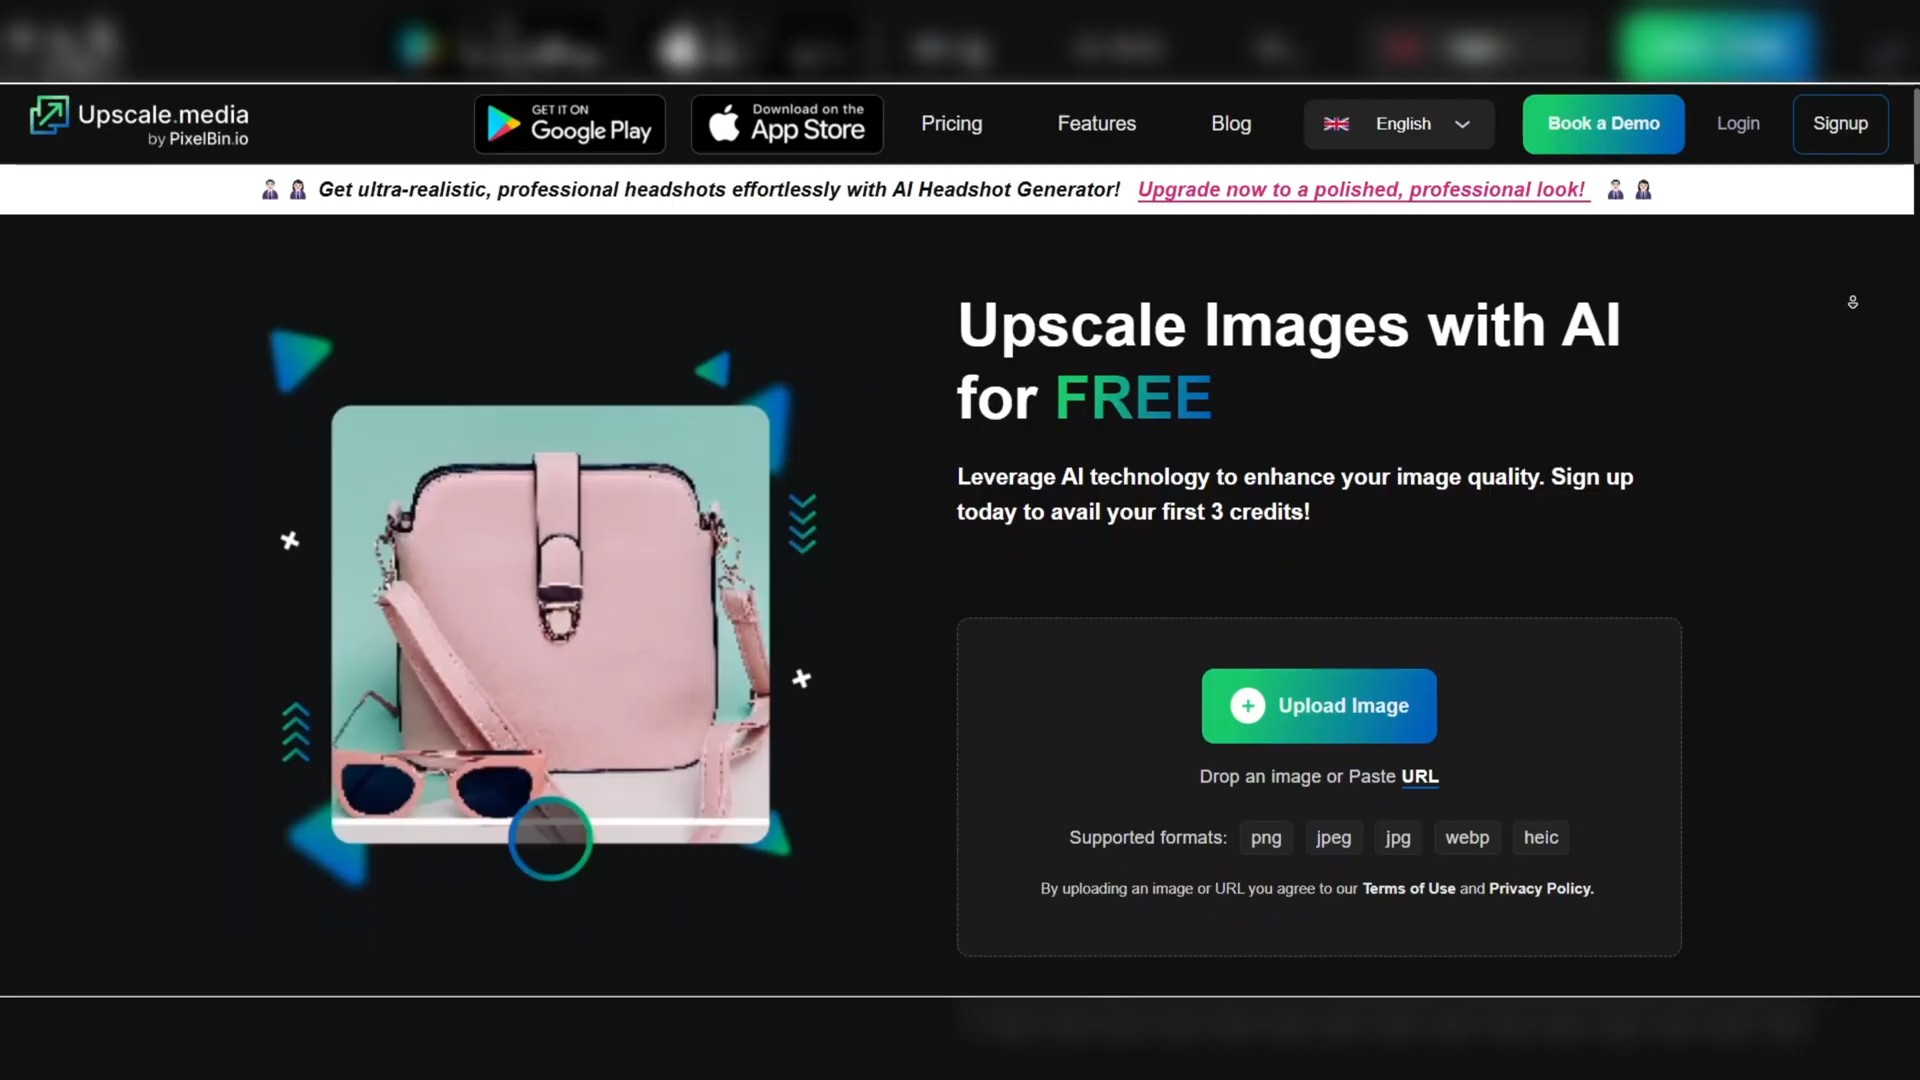 Upscale.media
by PixelBin.io
GET IT ON
Google Play
Download on the
App Store
Pricing
Features
Blog
English
Book a Demo
Login
Signup
Get ultra-realistic, professional headshots effortlessly with AI Headshot Generator! Upgrade now to a polished, professional look!
Upscale Images with AI
for FREE
Leverage AI technology to enhance your image quality. Sign up
today to avail your first 3 credits!
Upload Image
Drop an image or Paste URL
Supported formats: png jpeg jpg webp heic
By uploading an image or URL you agree to our Terms of Use and Privacy Policy.